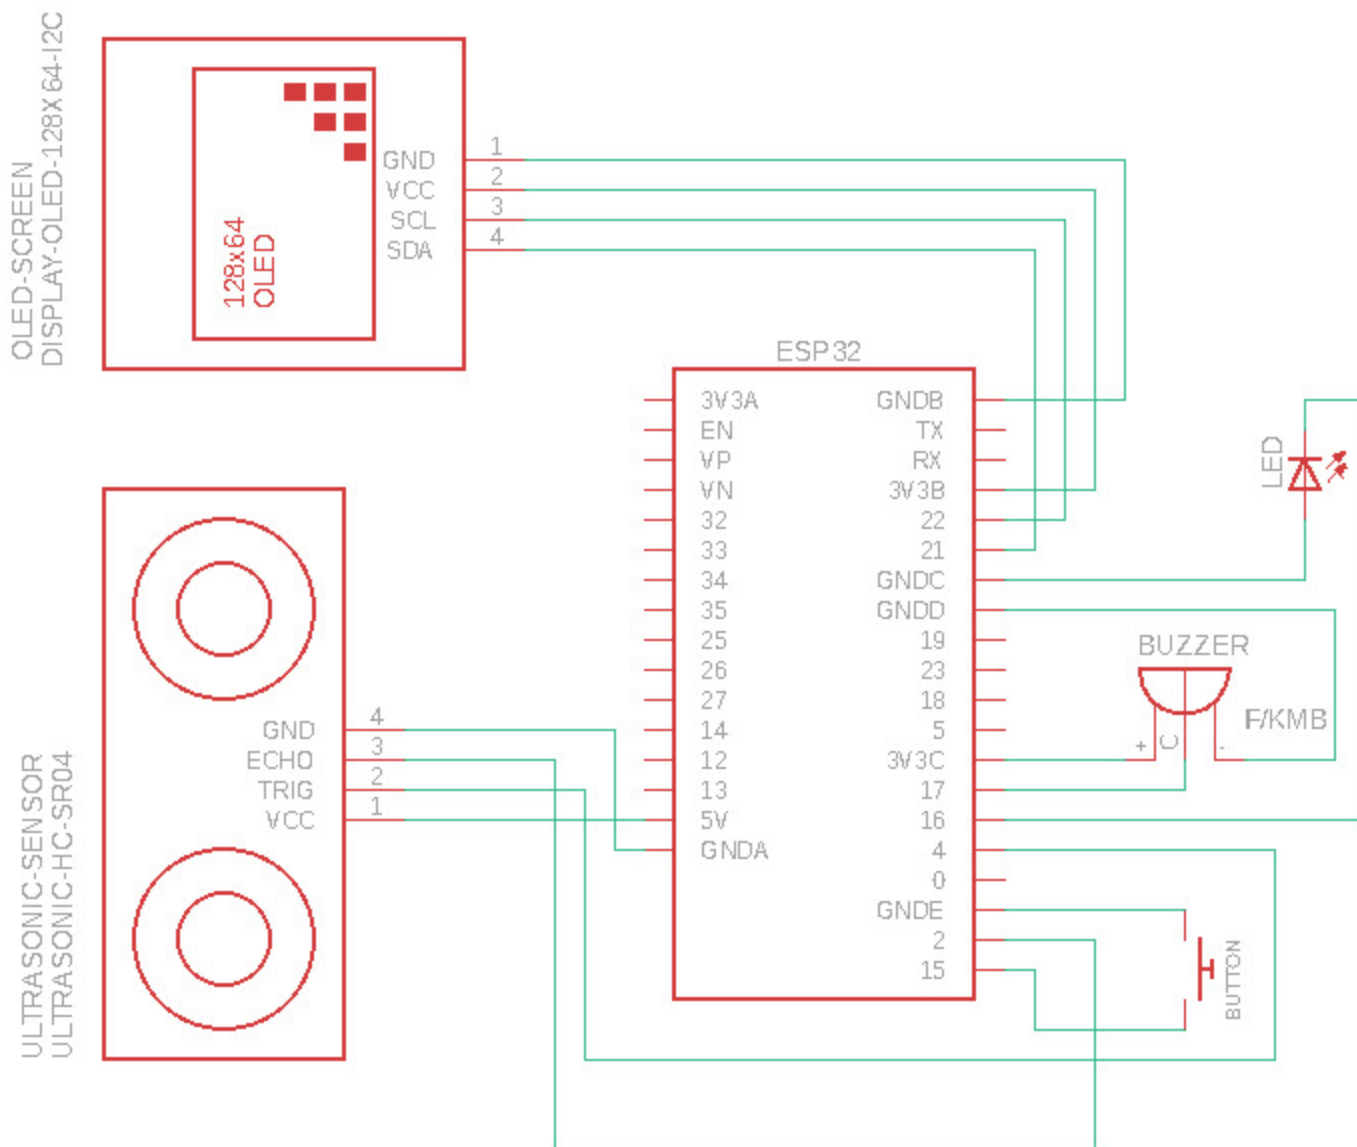 OLED-SCREEN
DISPLAY-OLED-128X64-I2C
128x64
OLED
GND
VCC
SCL
SDA
1
2
3
4
ESP32
3V3A
EN
VP
VN
32
33
34
35
25
26
27
14
12
13
5V
GNDA
GNDB
TX
RX
3V3B
22
21
GNDC
GNDD
19
23
18
5
3V3C
17
16
4
0
GNDE
2
15
LED
BUZZER
F/KMB
+
C
-
BUTTON
ULTRASONIC-SENSOR
ULTRASONIC-HC-SR04
GND
ECHO
TRIG
VCC
4
3
2
1